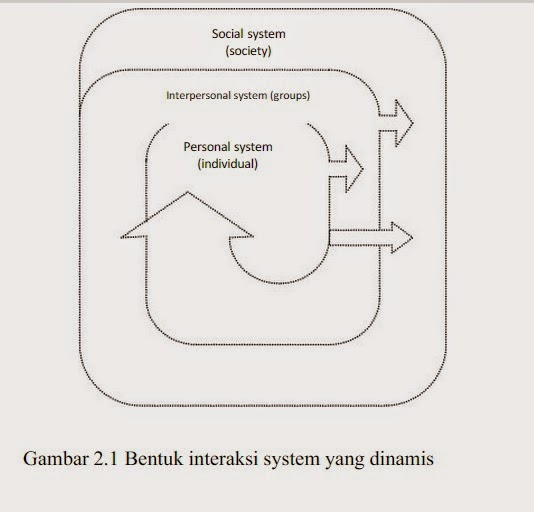 Social system
(society)
Interpersonal system (groups)
Personal system
(individual)
Gambar 2.1 Bentuk interaksi system yang dinamis